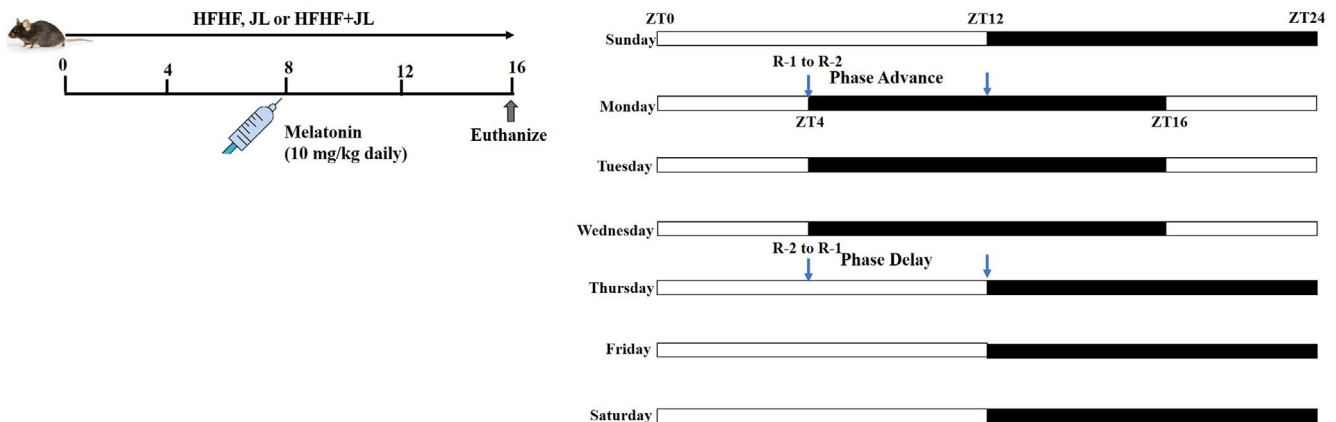 HFHF, JL or HFHF+JL
0 4 8 12 16
Melatonin
(10 mg/kg daily)
Euthanize
ZT0 ZT12 ZT24
Sunday
R-1 to R-2
Phase Advance
Monday
ZT4 ZT16
Tuesday
Wednesday
R-2 to R-1
Phase Delay
Thursday
Friday
Saturday